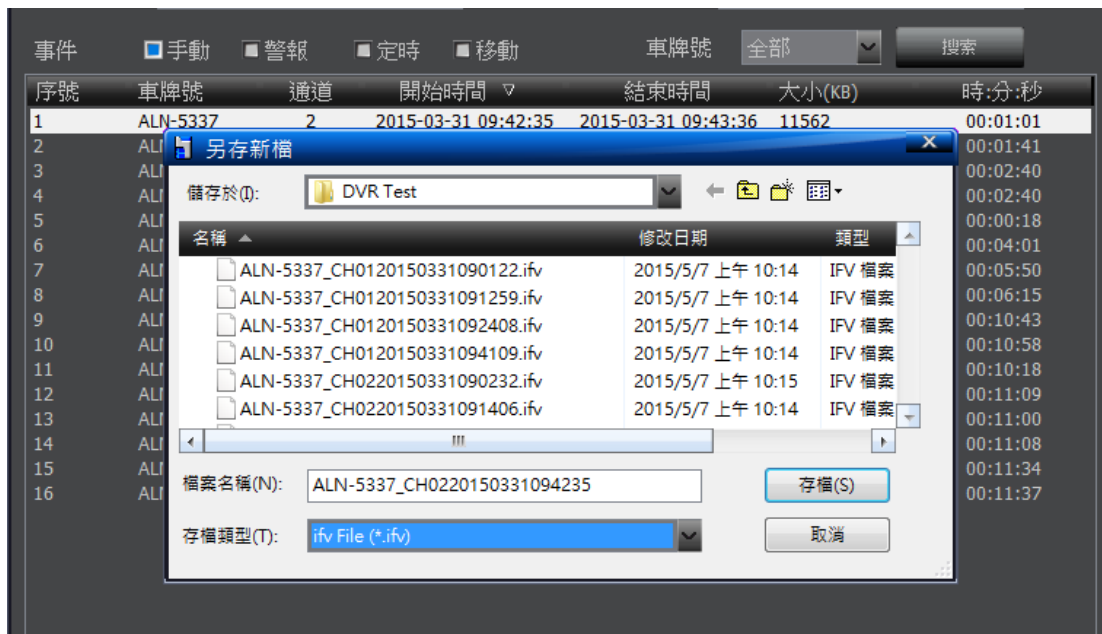 事件 手動 警報 定時 移動 車牌號 全部 搜索
序號 車牌號 通道 開始時間 結束時間 大小(KB) 時:分:秒
1 ALN-5337 2 2015-03-31 09:42:35 2015-03-31 09:43:36 11562 00:01:01
2 00:01:41
3 00:02:40
4 00:02:40
5 00:00:18
6 00:04:01
7 00:05:50
8 00:06:15
9 00:10:43
10 00:10:58
11 00:10:18
12 00:11:09
13 00:11:00
14 00:11:08
15 00:11:34
16 00:11:37
另存新檔
儲存於(I): DVR Test
名稱 修改日期 類型
ALN-5337_CH0120150331090122.ifv 2015/5/7 上午 10:14 IFV 檔案
ALN-5337_CH0120150331091259.ifv 2015/5/7 上午 10:14 IFV 檔案
ALN-5337_CH0120150331092408.ifv 2015/5/7 上午 10:14 IFV 檔案
ALN-5337_CH0120150331094109.ifv 2015/5/7 上午 10:14 IFV 檔案
ALN-5337_CH0220150331090232.ifv 2015/5/7 上午 10:15 IFV 檔案
ALN-5337_CH0220150331091406.ifv 2015/5/7 上午 10:14 IFV 檔案
檔案名稱(N): ALN-5337_CH0220150331094235 存檔(S)
存檔類型(T): ifv File (*.ifv) 取消